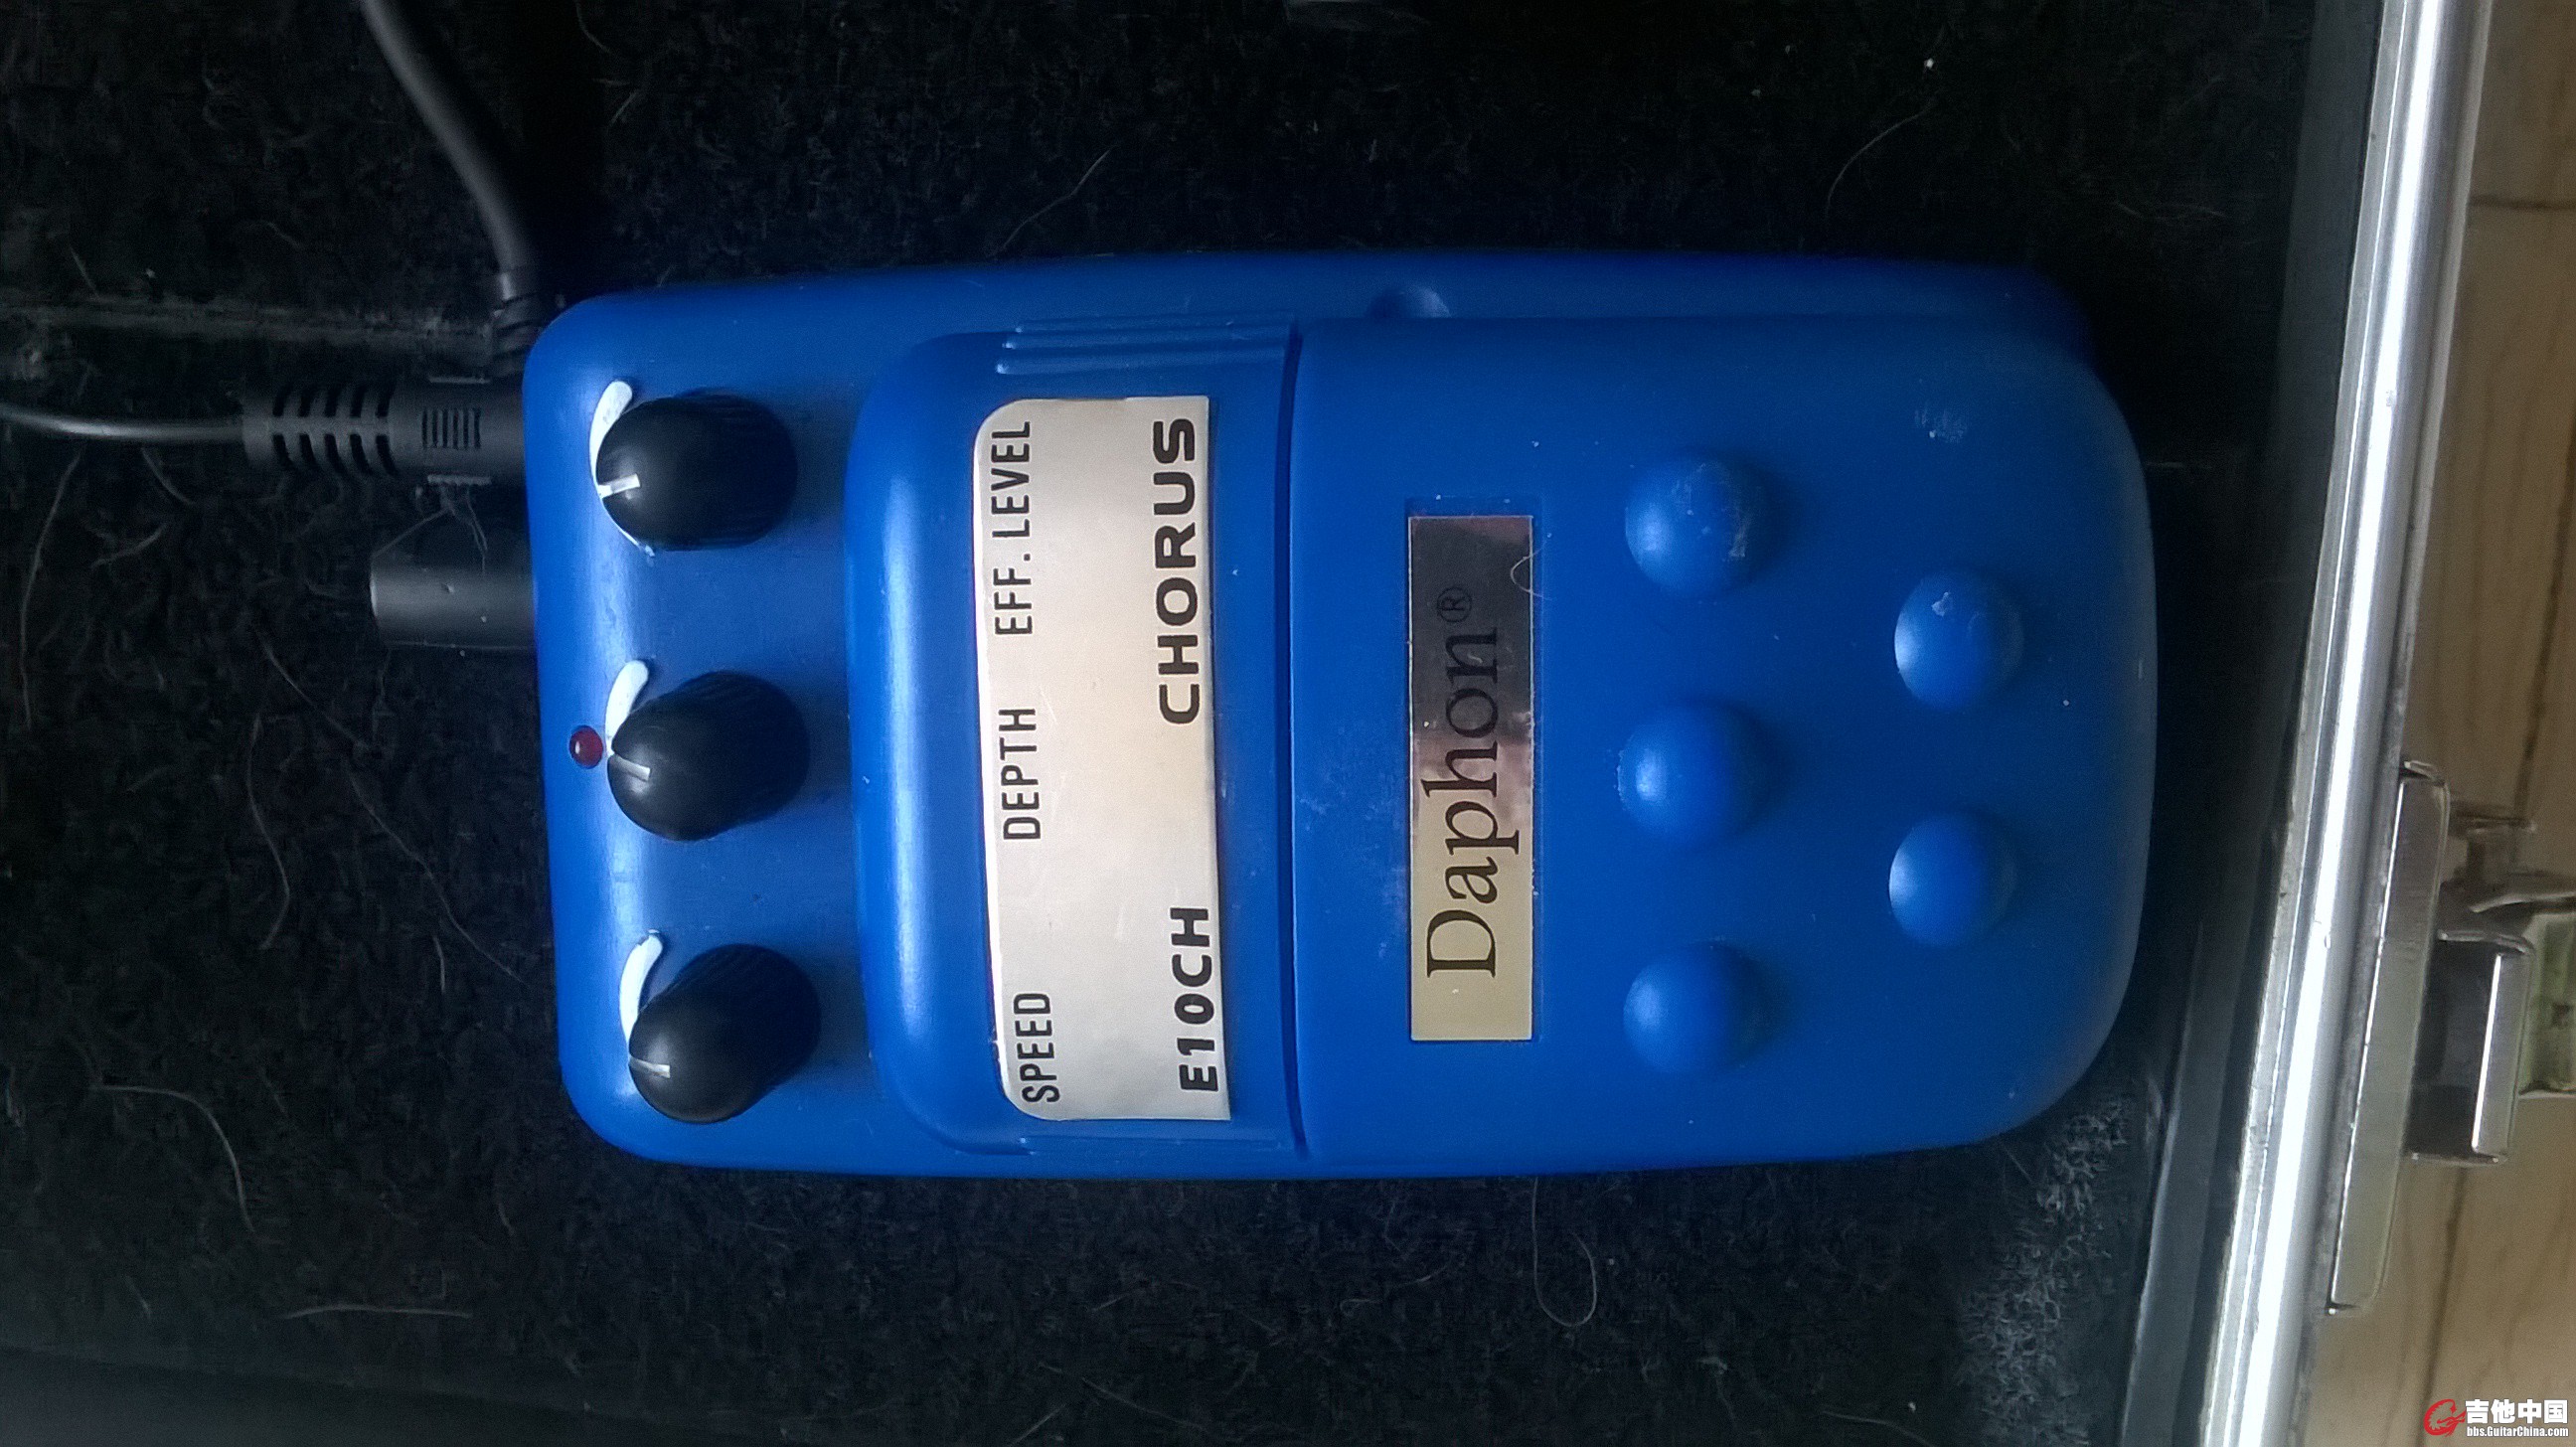 SPEED DEPTH EFF. LEVEL
E10CH CHORUS
Daphon®
吉他中国
bbs.GuitarChina.com